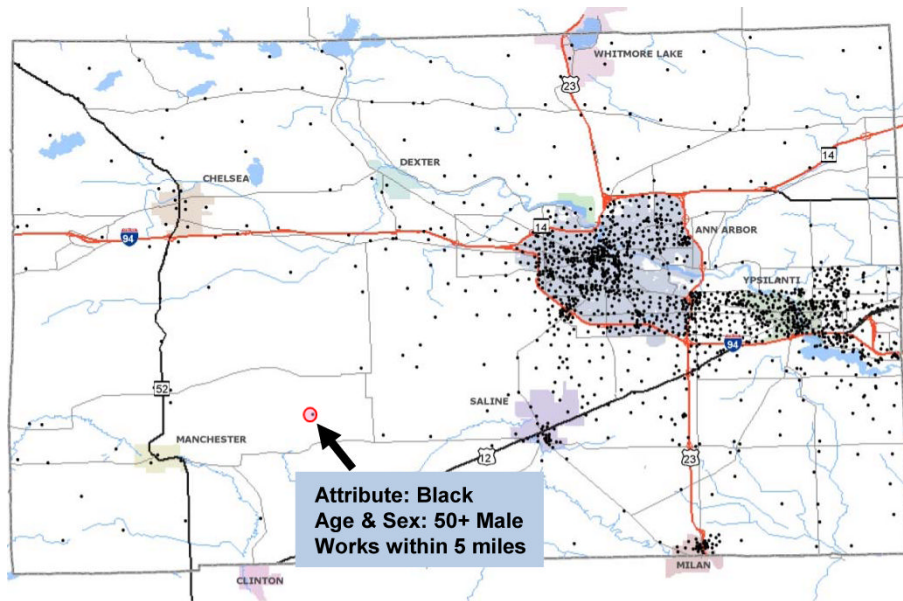 WHITMORE LAKE
23
14
DEXTER
CHELSEA
14
ANN ARBOR
94
YPSILANTI
94
52
SALINE
MANCHESTER
12
23
Attribute: Black
Age & Sex: 50+ Male
Works within 5 miles
MILAN
CLINTON